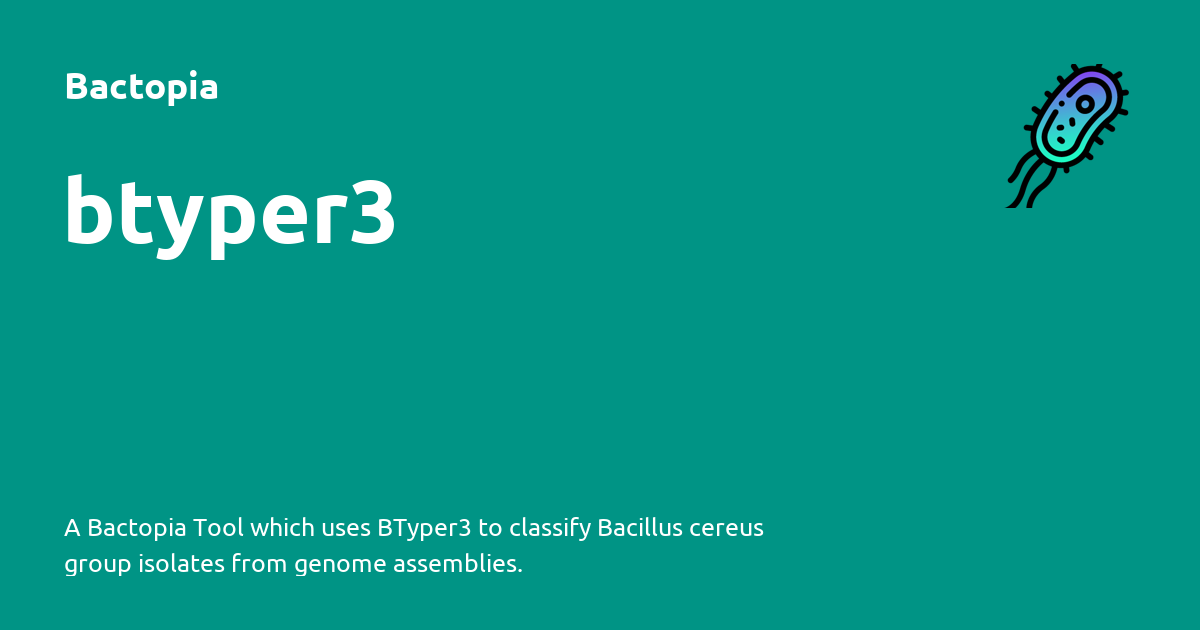 Bactopia
btyper3
A Bactopia Tool which uses BTyper3 to classify Bacillus cereus
group isolates from genome assemblies.